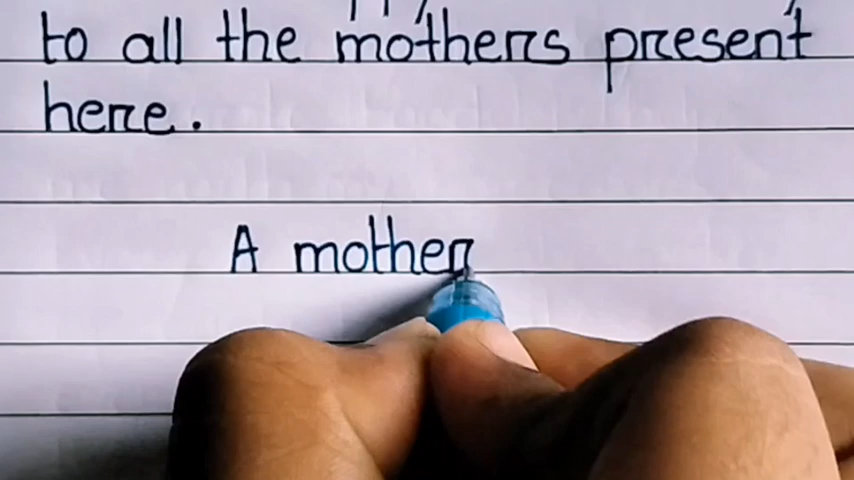 to all the mothers present
here.
A mother